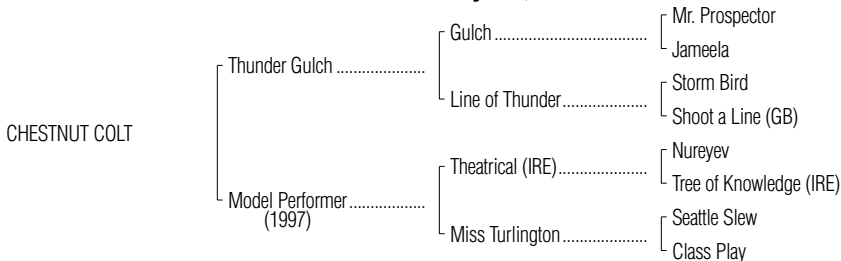 Mr. Prospector
Gulch ....................................
Jameela
Thunder Gulch .....................
Storm Bird
Line of Thunder....................
Shoot a Line (GB)
CHESTNUT COLT
Nureyev
Theatrical (IRE).....................
Tree of Knowledge (IRE)
Model Performer..................
(1997)
Seattle Slew
Miss Turlington....................
Class Play